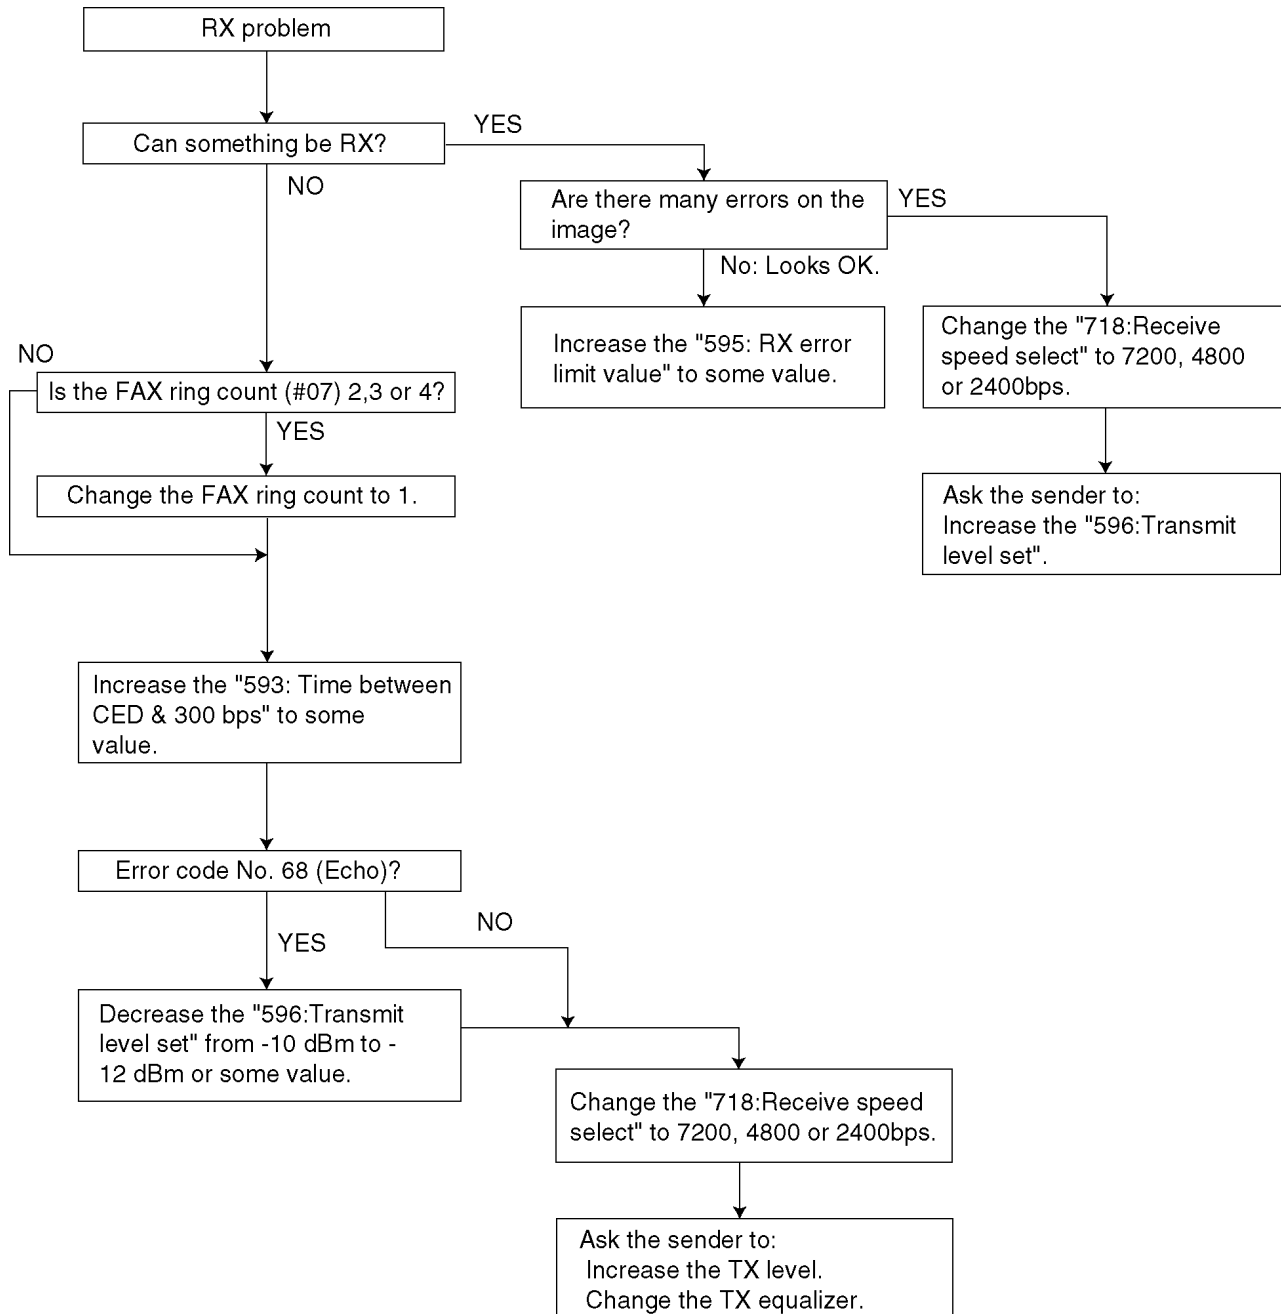 RX problem
Can something be RX?
YES
NO
Are there many errors on the
image?
YES
No: Looks OK.
Increase the "595: RX error
limit value" to some value.
Change the "718:Receive
speed select" to 7200, 4800
or 2400bps.
Ask the sender to:
Increase the "596:Transmit
level set".
NO
Is the FAX ring count (#07) 2,3 or 4?
YES
Change the FAX ring count to 1.
Increase the "593: Time between
CED & 300 bps" to some
value.
Error code No. 68 (Echo)?
NO
YES
Decrease the "596:Transmit
level set" from -10 dBm to -
12 dBm or some value.
Change the "718:Receive speed
select" to 7200, 4800 or 2400bps.
Ask the sender to:
Increase the TX level.
Change the TX equalizer.